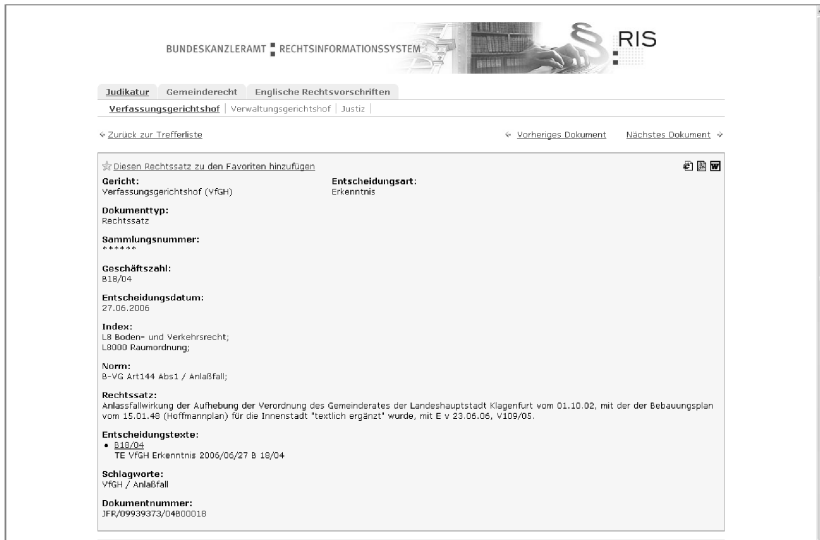 BUNDESKANZLERAMT RECHTSINFORMATIONSSYSTEM
§ RIS
Judikatur Gemeinderecht Englische Rechtsvorschriften
Verfassungsgerichtshof Verwaltungsgerichtshof Justiz
Zurück zur Trefferliste Vorheriges Dokument Nächstes Dokument
Diesen Rechtssatz zu den Favoriten hinzufügen
Gericht: Entscheidungsart:
Verfassungsgerichtshof (VfGH) Erkenntnis
Dokumenttyp:
Rechtssatz
Sammlungsnummer:
******
Geschäftszahl:
B18/04
Entscheidungsdatum:
27.06.2006
Index:
L8 Boden- und Verkehrsrecht;
L8000 Raumordnung;
Norm:
B-VG Art144 Abs1 / Anlaßfall;
Rechtssatz:
Anlassfallwirkung der Aufhebung der Verordnung des Gemeinderates der Landeshauptstadt Klagenfurt vom 01.10.02, mit der der Bebauungsplan
vom 15.01.48 (Hoffmannplan) für die Innenstadt "textlich ergänzt" wurde, mit E v 23.06.06, V109/05.
Entscheidungstexte:
• B18/04
TE VfGH Erkenntnis 2006/06/27 B 18/04
Schlagworte:
VfGH / Anlaßfall
Dokumentnummer:
JFR/09939373/04B00018